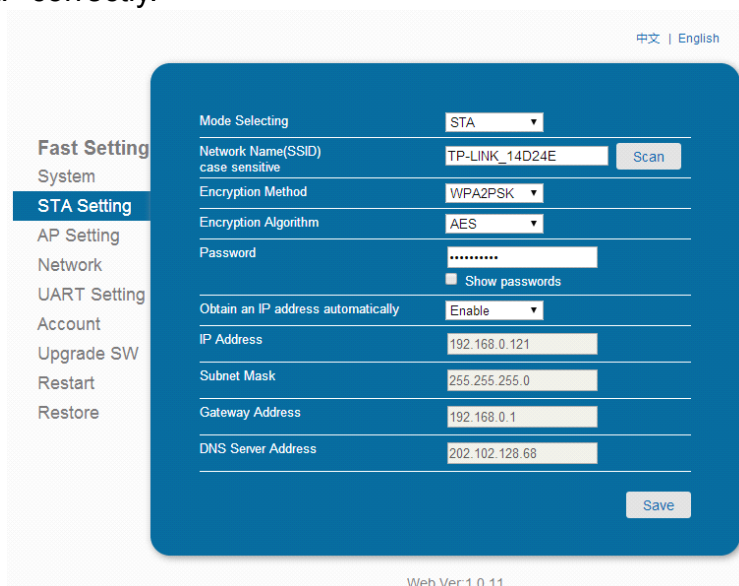 correctly.
中文 | English
Fast Setting
System
STA Setting
AP Setting
Network
UART Setting
Account
Upgrade SW
Restart
Restore
Mode Selecting STA
Network Name(SSID) TP-LINK_14D24E Scan
case sensitive
Encryption Method WPA2PSK
Encryption Algorithm AES
Password ••••••••••
Show passwords
Obtain an IP address automatically Enable
IP Address 192.168.0.121
Subnet Mask 255.255.255.0
Gateway Address 192.168.0.1
DNS Server Address 202.102.128.68
Save
Web Ver:1.0.11